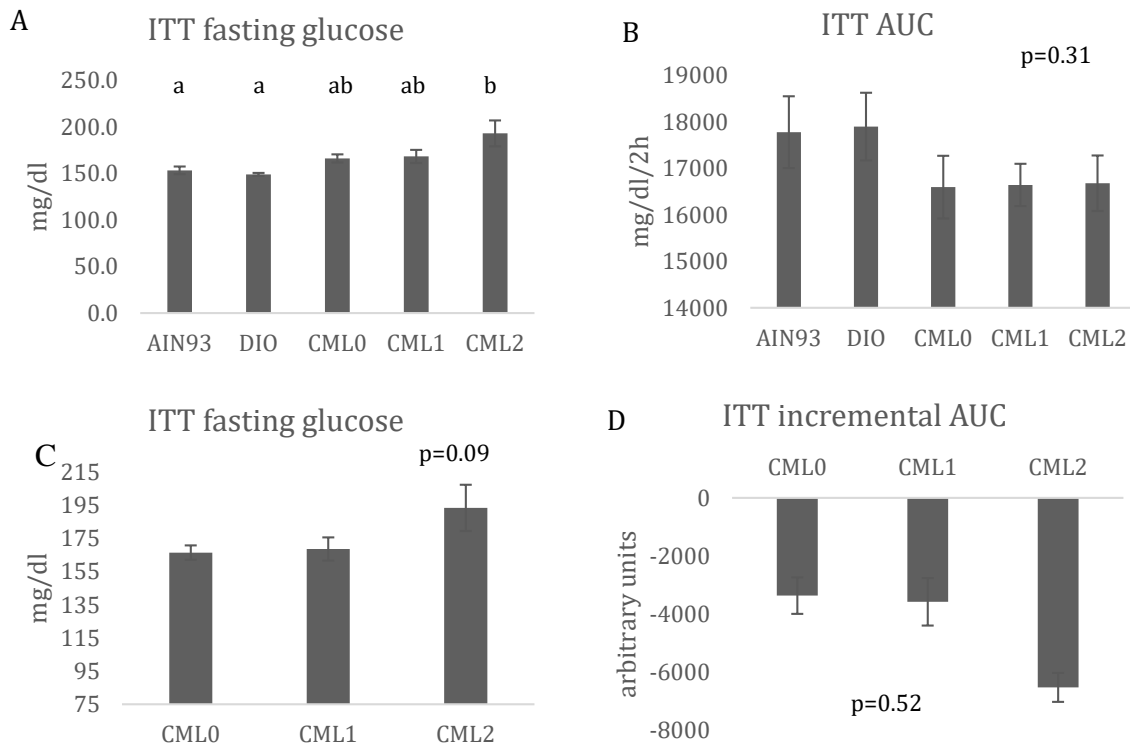 A
ITT fasting glucose
250.0
200.0
150.0
100.0
50.0
0.0
mg/dl
a a ab ab b
AIN93 DIO CML0 CML1 CML2
B
ITT AUC
p=0.31
19000
18000
17000
16000
15000
14000
mg/dl/2h
AIN93 DIO CML0 CML1 CML2
C
ITT fasting glucose
p=0.09
215
195
175
155
135
115
95
75
mg/dl
CML0 CML1 CML2
D
ITT incremental AUC
CML0 CML1 CML2
0
-2000
-4000
-6000
-8000
arbitrary units
p=0.52